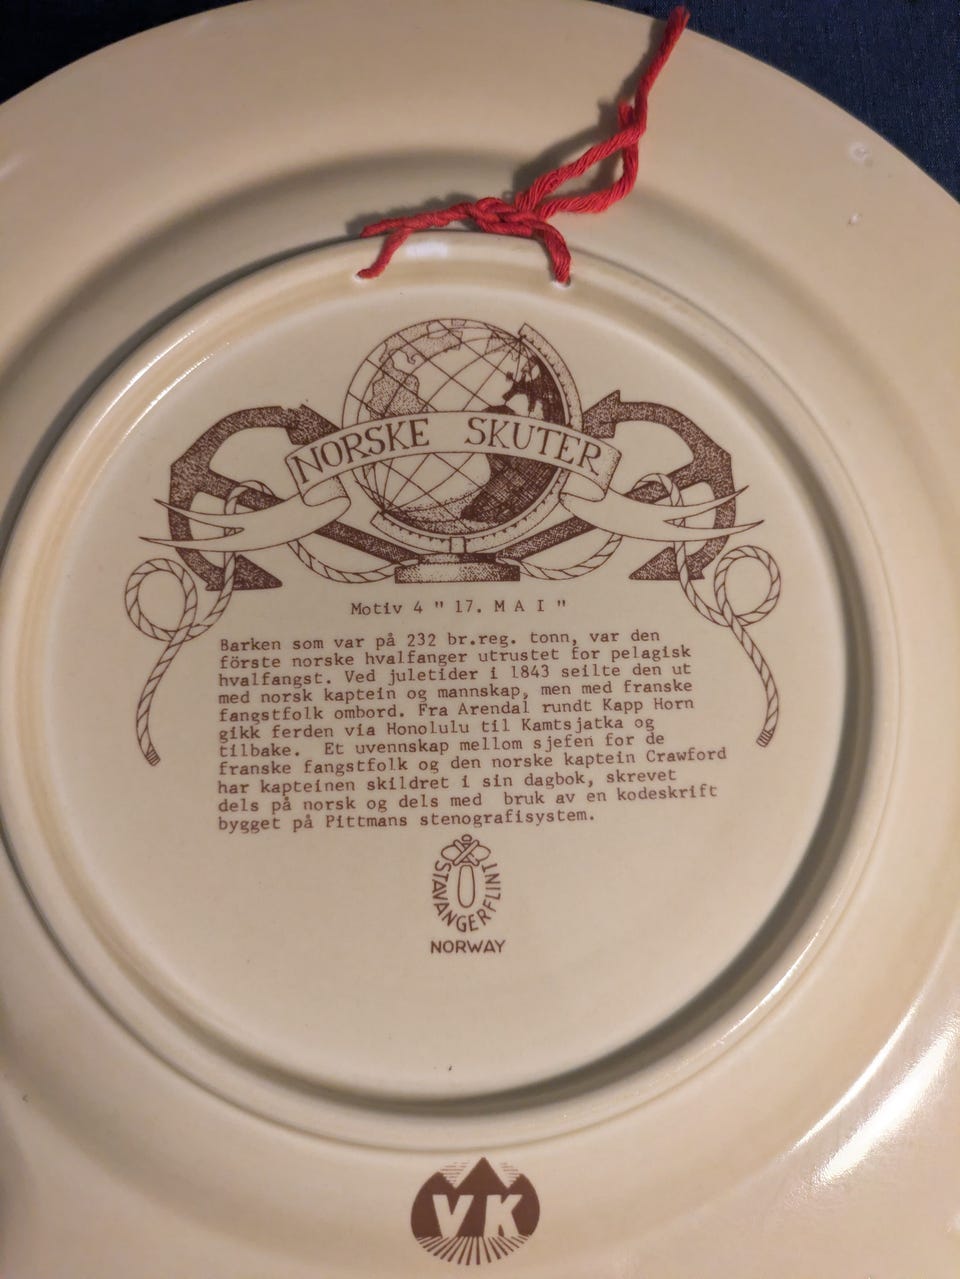 NORSKE SKUTER
Motiv 4 " 17. M A I "
Barken som var på 232 br.reg. tonn, var den
förste norske hvalfanger utrustet for pelagisk
hvalfangst. Ved juletider i 1843 seilte den ut
med norsk kaptein og mannskap, men med franske
fangstfolk ombord. Fra Arendal rundt Kapp Horn
gikk ferden via Honolulu til Kamtsjatka og
tilbake. Et uvennskap mellom sjefen for de
franske fangstfolk og den norske kaptein Crawford
har kapteinen skildret i sin dagbok, skrevet
dels på norsk og dels med bruk av en kodeskrift
bygget på Pittmans stenografisystem.
STAVANGERFLINT
NORWAY
VK